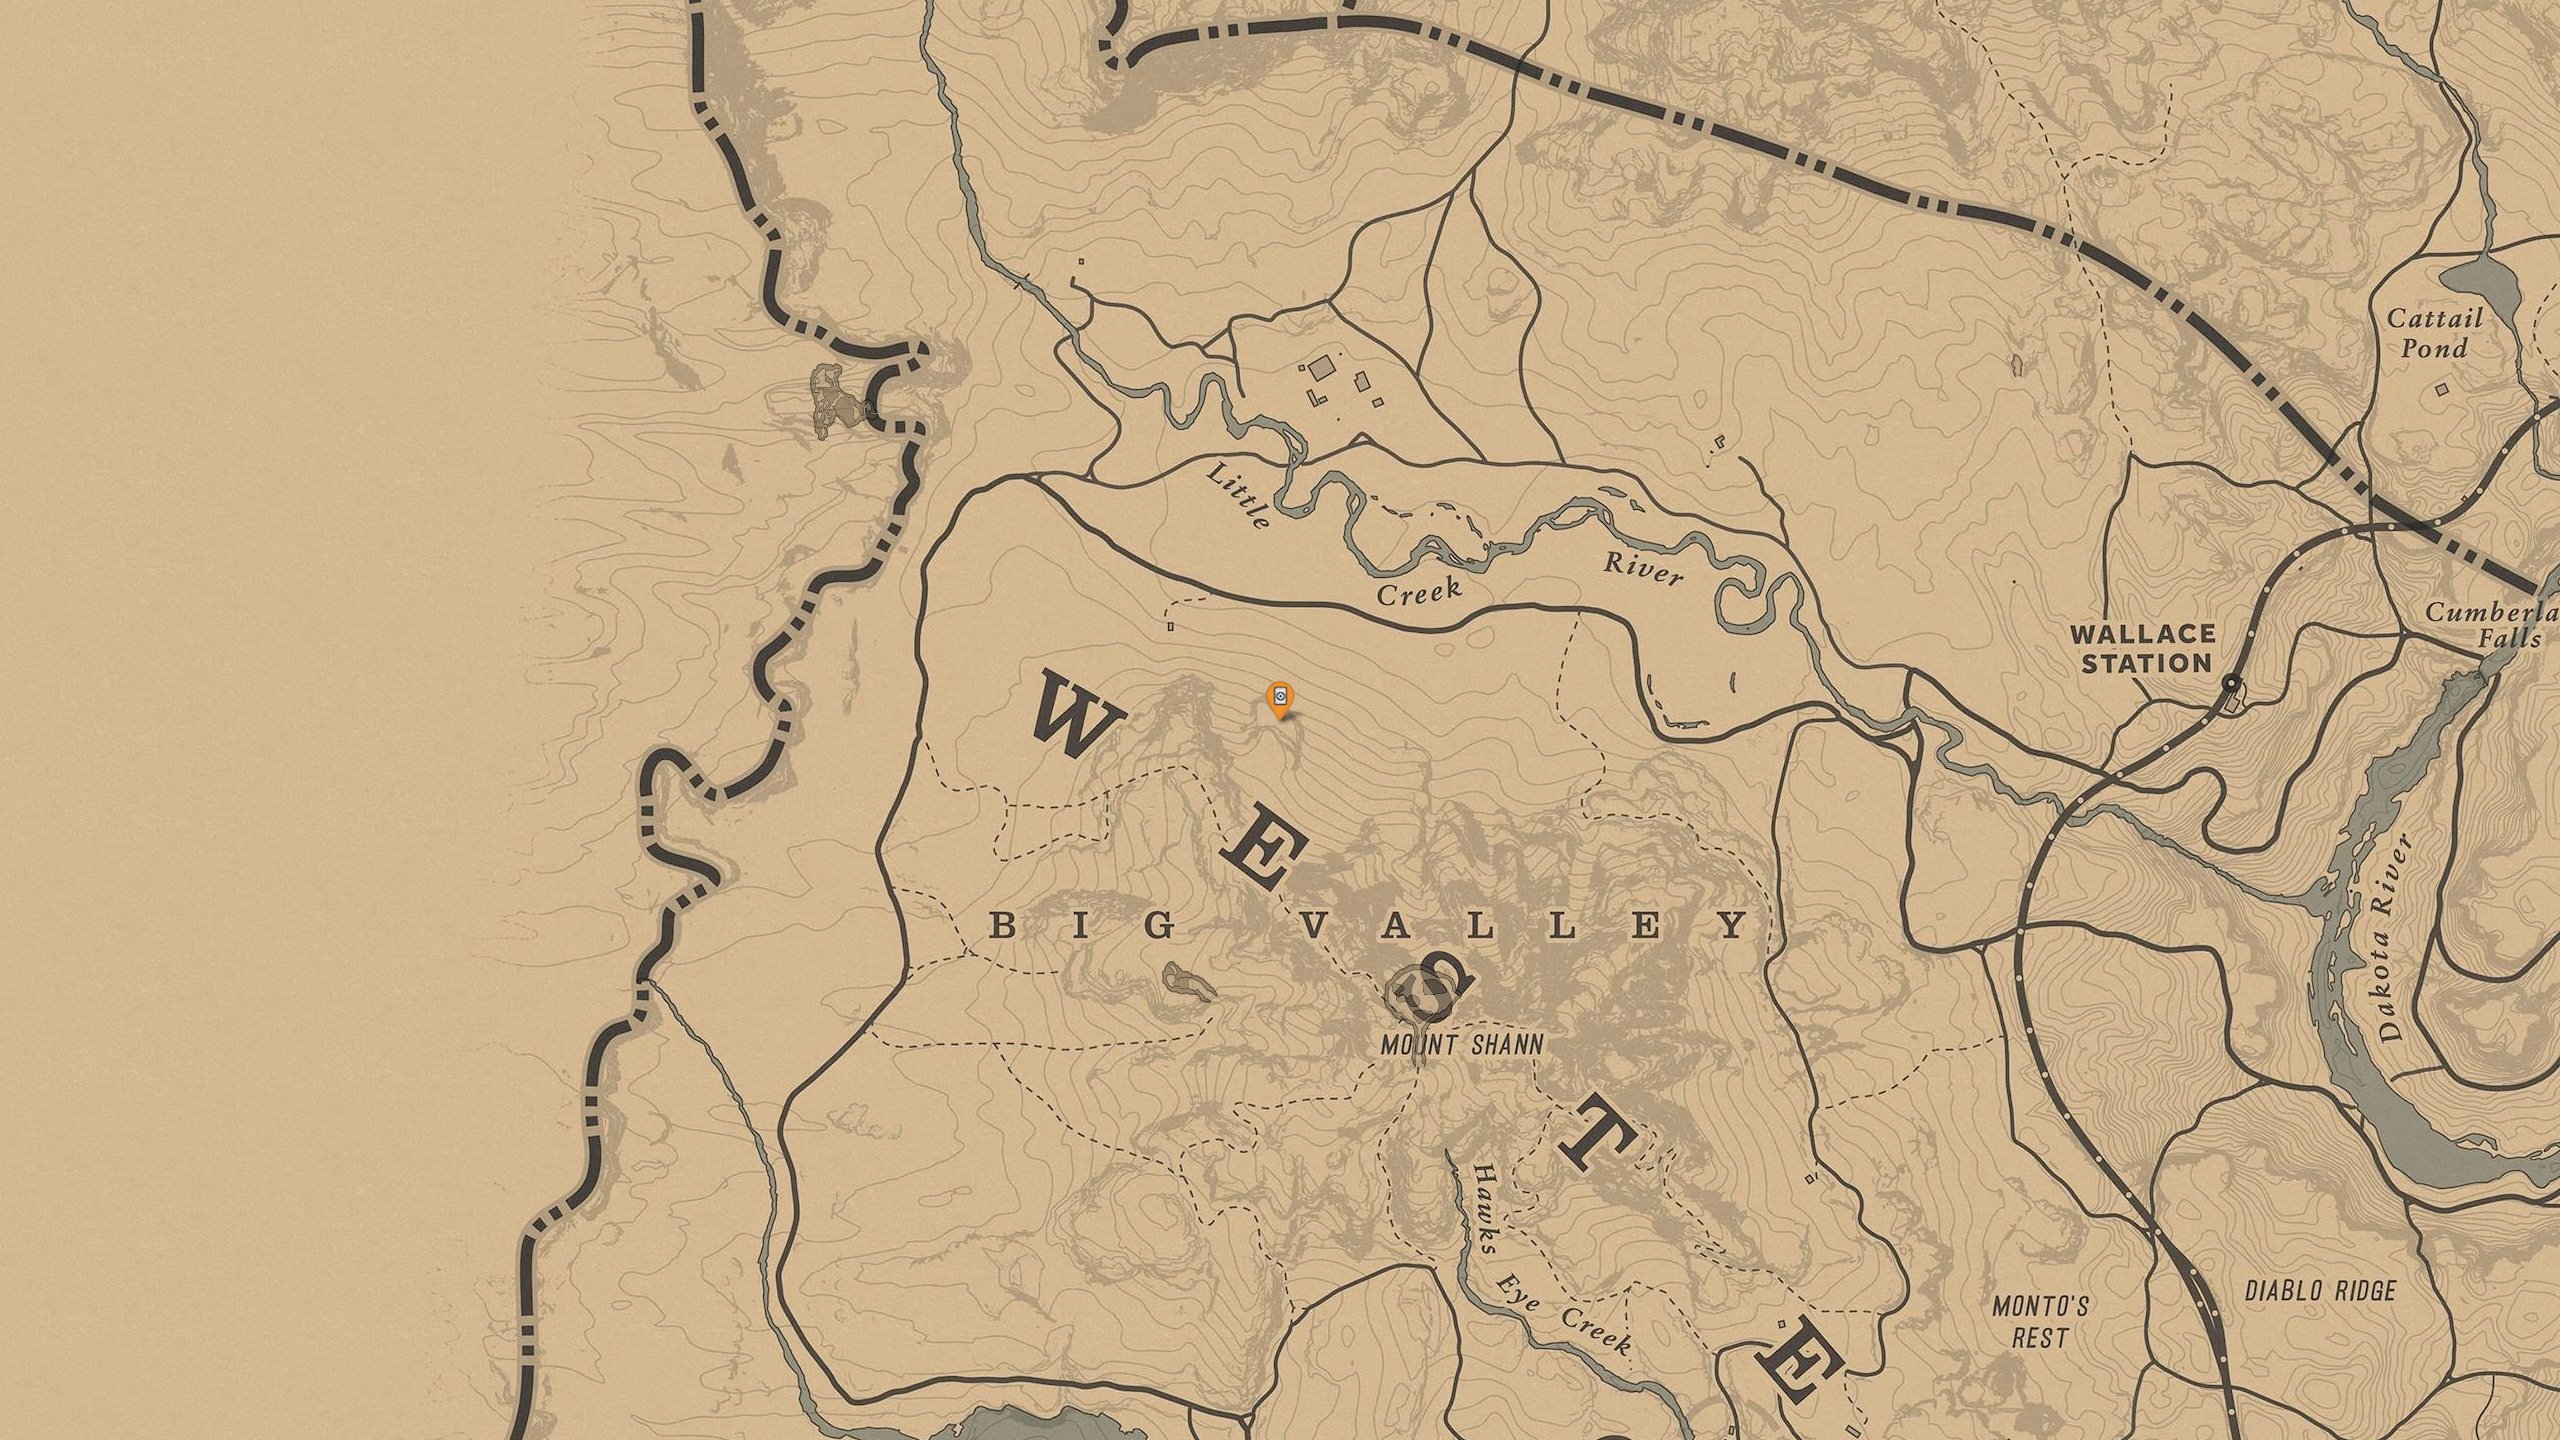 Cattail
Pond
Little
Creek
River
Cumberla
Falls
WALLACE
STATION
WEST E
BIG VALLEY
Dakota River
MOUNT SHANN
Hawks Eye Creek
MONTO'S
REST
DIABLO RIDGE